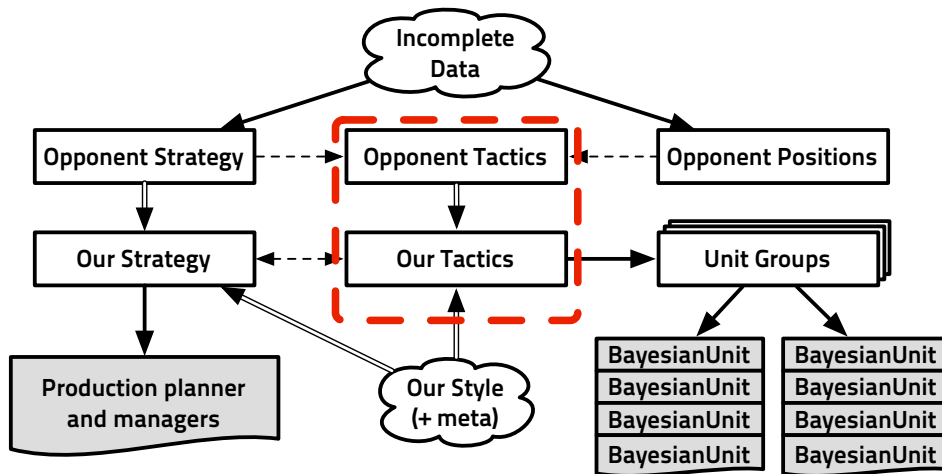 Incomplete
Data
Opponent Strategy
Opponent Tactics
Opponent Positions
Our Strategy
Our Tactics
Unit Groups
Production planner
and managers
Our Style
(+ meta)
BayesianUnit
BayesianUnit
BayesianUnit
BayesianUnit
BayesianUnit
BayesianUnit
BayesianUnit
BayesianUnit